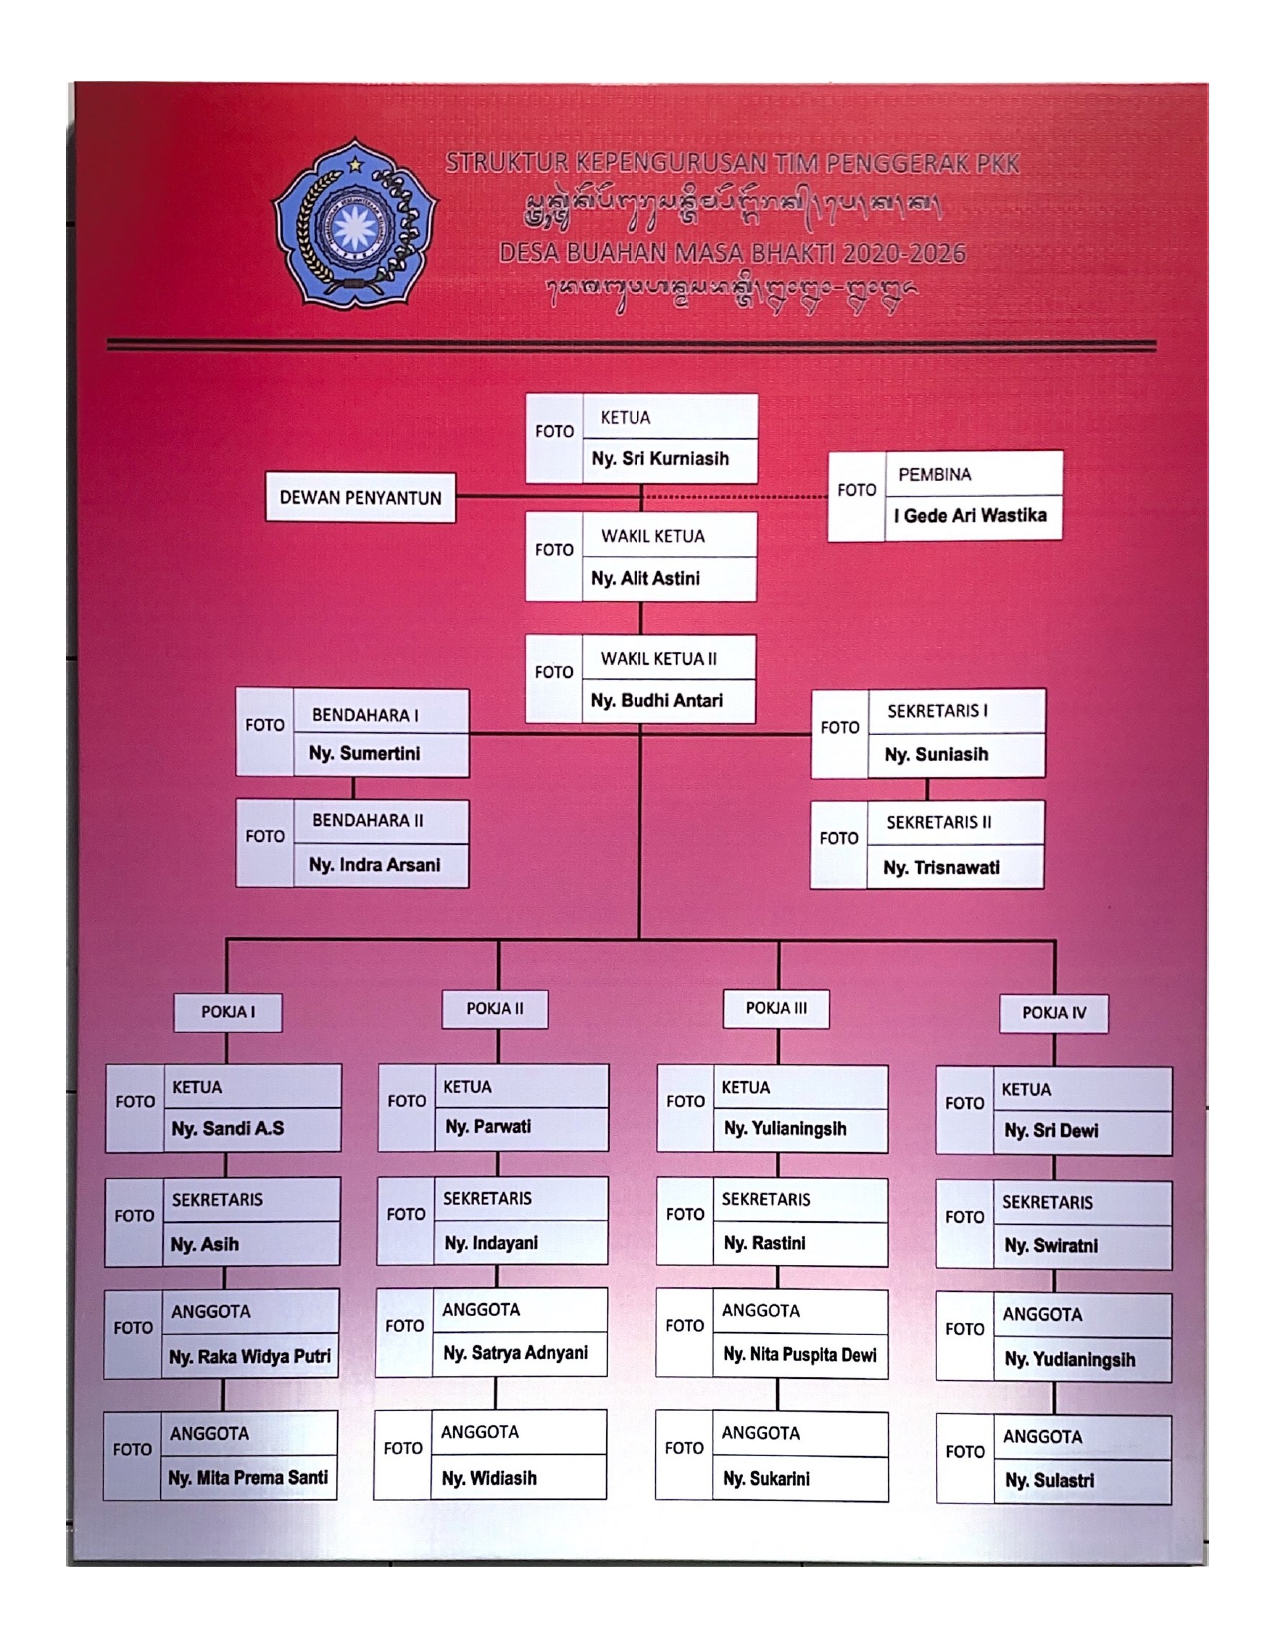 STRUKTUR KEPENGURUSAN TIM PENGGERAK PKK
DESA BUAHAN MASA BHAKTI 2020-2026
FOTO
KETUA
Ny. Sri Kurniasih
DEWAN PENYANTUN
FOTO
PEMBINA
I Gede Ari Wastika
FOTO
WAKIL KETUA
Ny. Alit Astini
FOTO
WAKIL KETUA II
Ny. Budhi Antari
FOTO
BENDAHARA I
Ny. Sumertini
FOTO
SEKRETARIS I
Ny. Suniasih
FOTO
BENDAHARA II
Ny. Indra Arsani
FOTO
SEKRETARIS II
Ny. Trisnawati
POKJA I
FOTO
KETUA
Ny. Sandi A.S
FOTO
SEKRETARIS
Ny. Asih
FOTO
ANGGOTA
Ny. Raka Widya Putri
FOTO
ANGGOTA
Ny. Mita Prema Santi
POKJA II
FOTO
KETUA
Ny. Parwati
FOTO
SEKRETARIS
Ny. Indayani
FOTO
ANGGOTA
Ny. Satrya Adnyani
FOTO
ANGGOTA
Ny. Widiasih
POKJA III
FOTO
KETUA
Ny. Yulianingsih
FOTO
SEKRETARIS
Ny. Rastini
FOTO
ANGGOTA
Ny. Nita Puspita Dewi
FOTO
ANGGOTA
Ny. Sukarini
POKJA IV
FOTO
KETUA
Ny. Sri Dewi
FOTO
SEKRETARIS
Ny. Swiratni
FOTO
ANGGOTA
Ny. Yudianingsih
FOTO
ANGGOTA
Ny. Sulastri